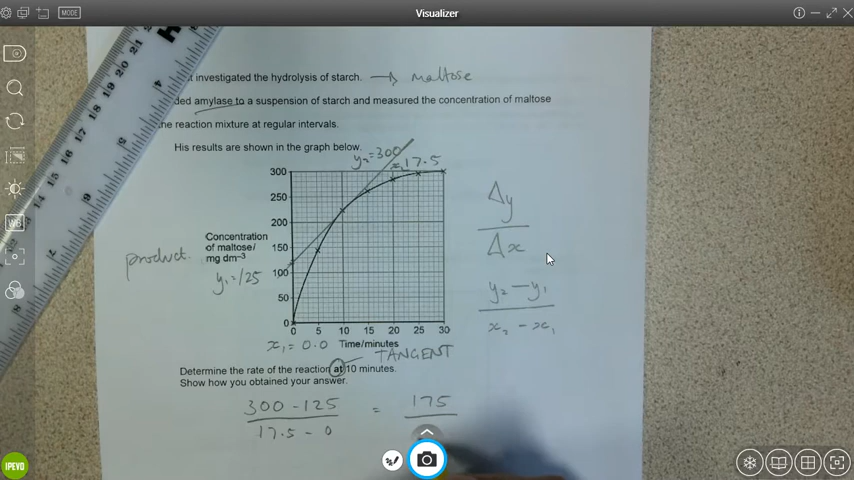 Visualizer
MODE
t investigated the hydrolysis of starch. → maltose
ded amylase to a suspension of starch and measured the concentration of maltose
the reaction mixture at regular intervals.
His results are shown in the graph below.
y2=300
x2=17.5
300
250
200
150
100
50
0
Concentration
of maltose/
mg dm⁻³
product.
y1=125
0 5 10 15 20 25 30
Time/minutes
x1=0.0
TANGENT
Δy
Δx
y2-y1
x2-x1
Determine the rate of the reaction at 10 minutes.
Show how you obtained your answer.
300-125 = 175
17.5-0
IPEVO